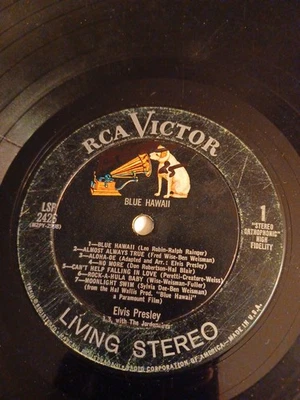 RCA VICTOR
BLUE HAWAII
LSP
2426
1
"STEREO
ORTHOPHONIC"
HIGH
FIDELITY
1—BLUE HAWAII (Leo Robin-Ralph Rainger)
2—ALMOST ALWAYS TRUE (Fred Wise-Ben Weisman)
3—ALOHA-OE (Adapted and Arr.: Elvis Presley)
4—NO MORE (Don Robertson-Hal Blair)
5—CAN'T HELP FALLING IN LOVE (Peretti-Creatore-Weiss)
6—ROCK-A-HULA BABY (Wise-Weisman-Fuller)
7—MOONLIGHT SWIM (Sylvia Dee-Ben Weisman)
(from the Hal Wallis Prod. "Blue Hawaii"
a Paramount Film)
Elvis Presley
with The Jordanaires
LIVING STEREO
RADIO CORPORATION OF AMERICA—MADE IN U.S.A.